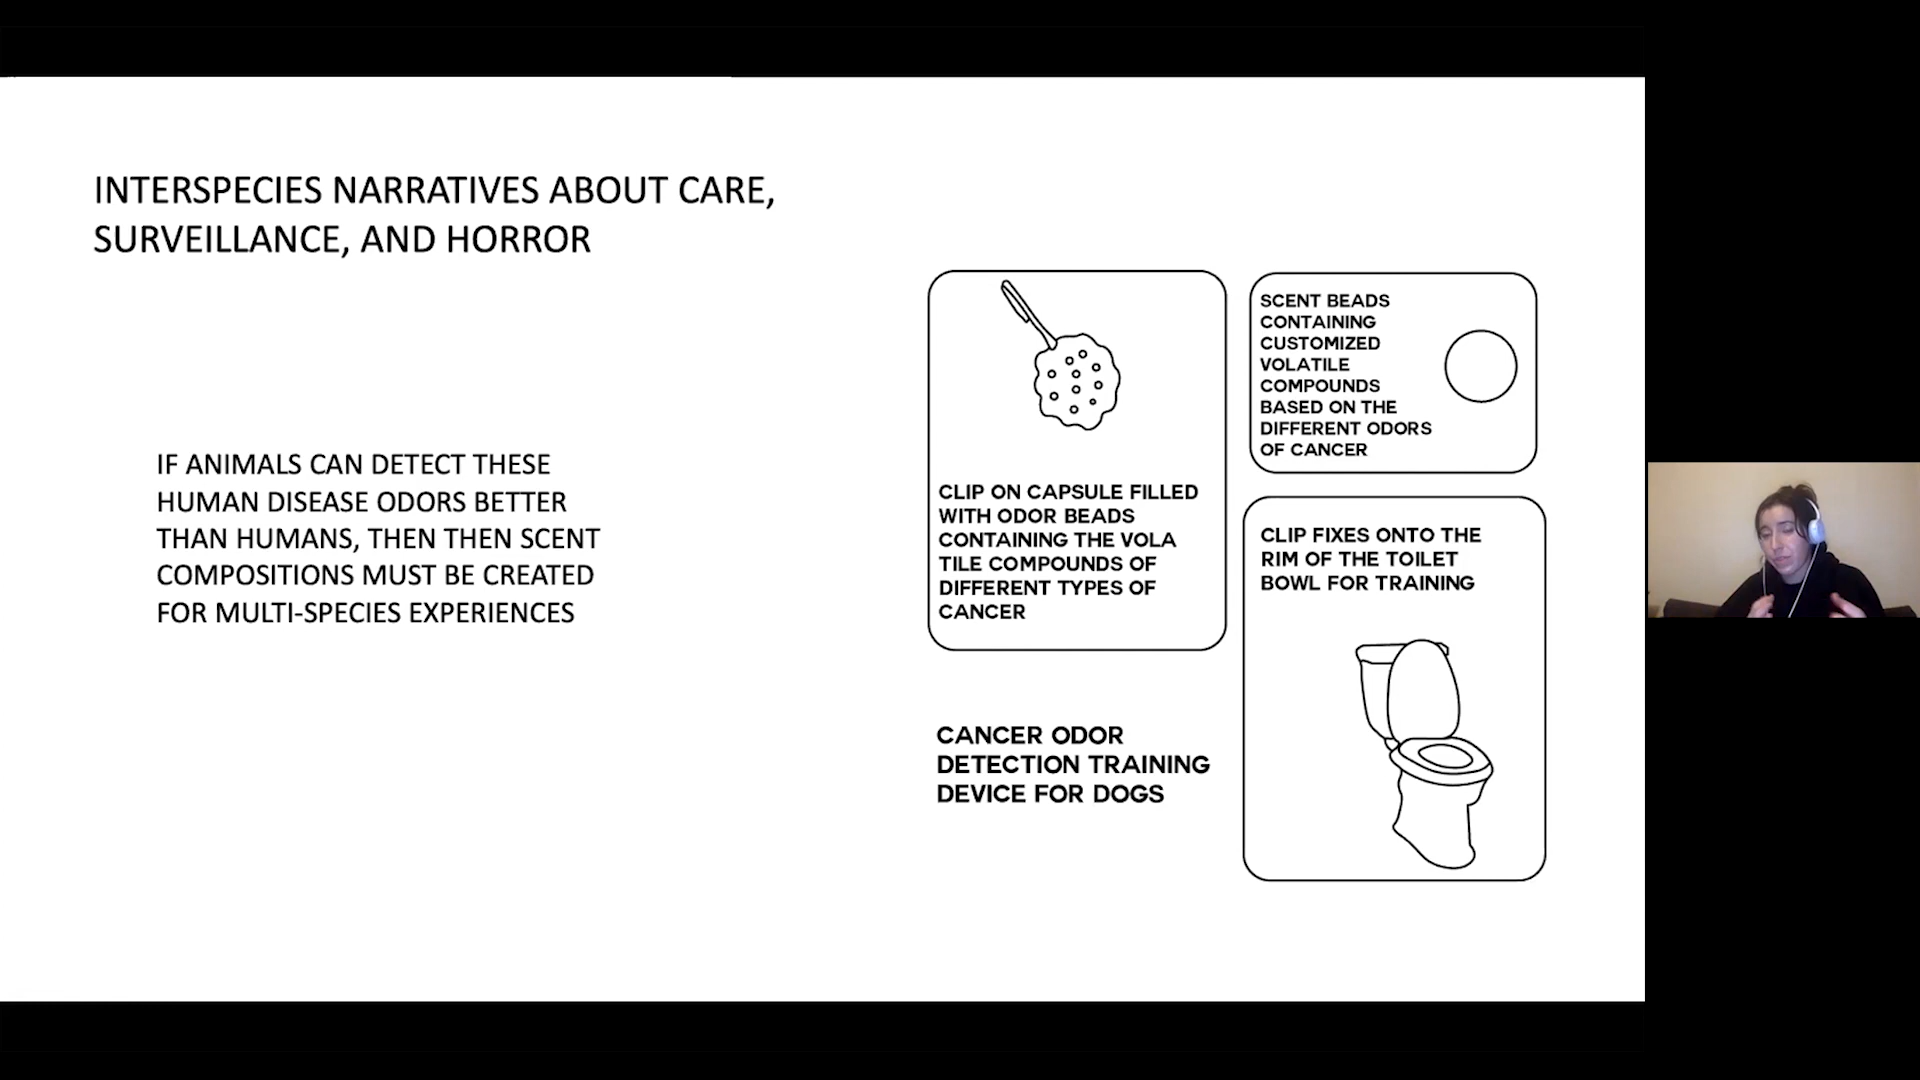 INTERSPECIES NARRATIVES ABOUT CARE,
SURVEILLANCE, AND HORROR
IF ANIMALS CAN DETECT THESE
HUMAN DISEASE ODORS BETTER
THAN HUMANS, THEN THEN SCENT
COMPOSITIONS MUST BE CREATED
FOR MULTI-SPECIES EXPERIENCES
CLIP ON CAPSULE FILLED
WITH ODOR BEADS
CONTAINING THE VOLA
TILE COMPOUNDS OF
DIFFERENT TYPES OF
CANCER
SCENT BEADS
CONTAINING
CUSTOMIZED
VOLATILE
COMPOUNDS
BASED ON THE
DIFFERENT ODORS
OF CANCER
CLIP FIXES ONTO THE
RIM OF THE TOILET
BOWL FOR TRAINING
CANCER ODOR
DETECTION TRAINING
DEVICE FOR DOGS